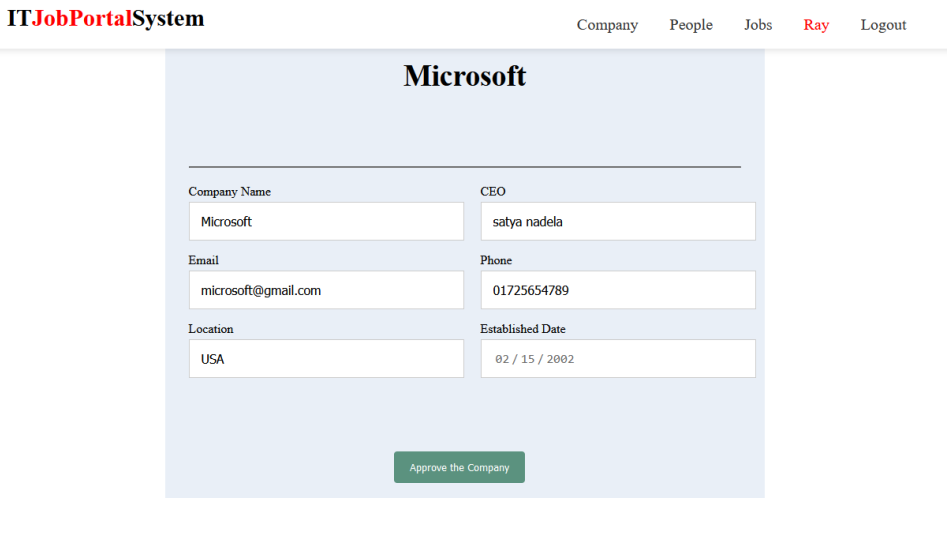 ITJobPortalSystem
Company People Jobs Ray Logout
Microsoft
Company Name CEO
Microsoft satya nadela
Email Phone
microsoft@gmail.com 01725654789
Location Established Date
USA 02/15/2002
Approve the Company